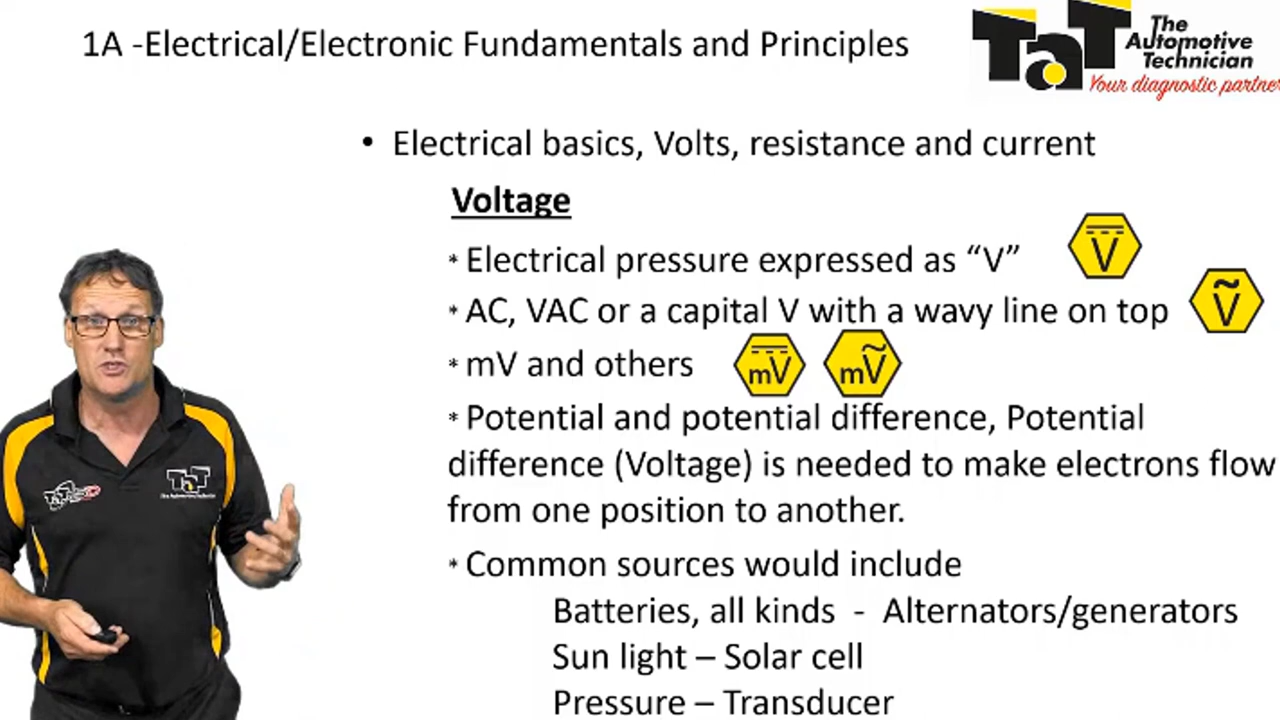 1A -Electrical/Electronic Fundamentals and Principles
TaT The Automotive Technician
Your diagnostic partner
• Electrical basics, Volts, resistance and current
Voltage
* Electrical pressure expressed as “V”
V
* AC, VAC or a capital V with a wavy line on top
V
* mV and others
mV mV
* Potential and potential difference, Potential
difference (Voltage) is needed to make electrons flow
from one position to another.
* Common sources would include
Batteries, all kinds - Alternators/generators
Sun light – Solar cell
Pressure – Transducer
TaT